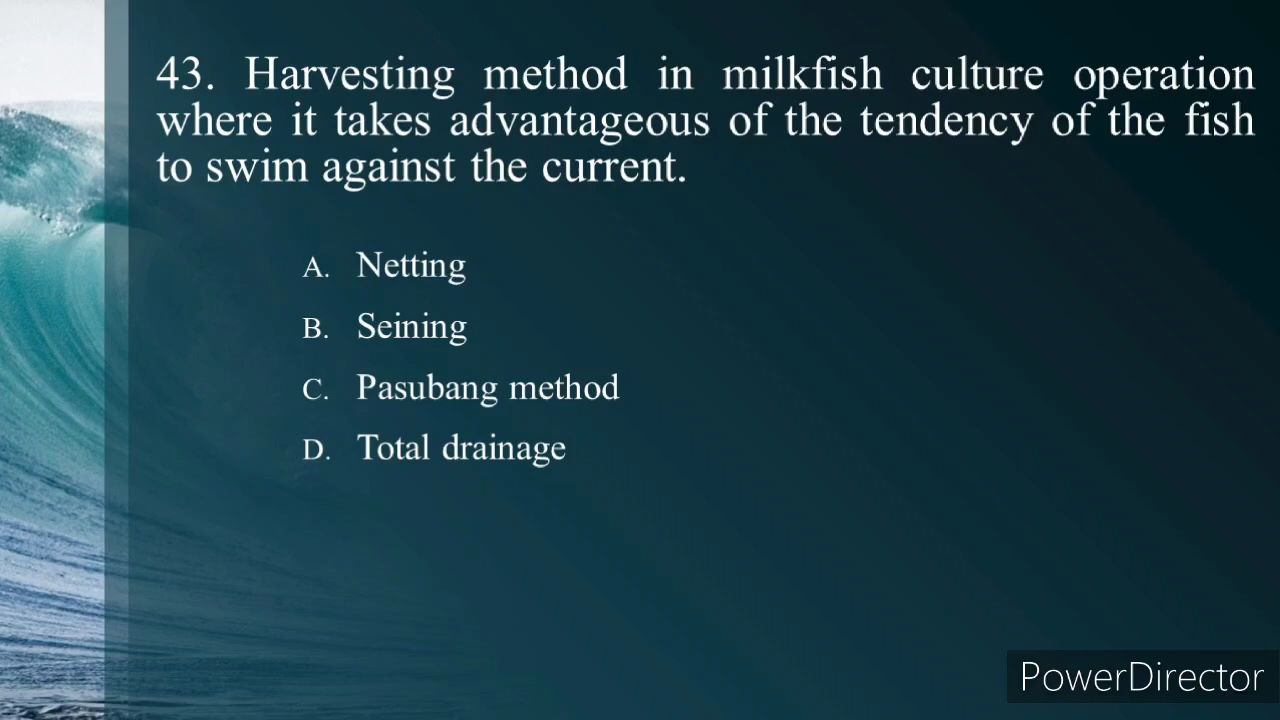 43. Harvesting method in milkfish culture operation
where it takes advantageous of the tendency of the fish
to swim against the current.
A. Netting
B. Seining
C. Pasubang method
D. Total drainage
PowerDirector